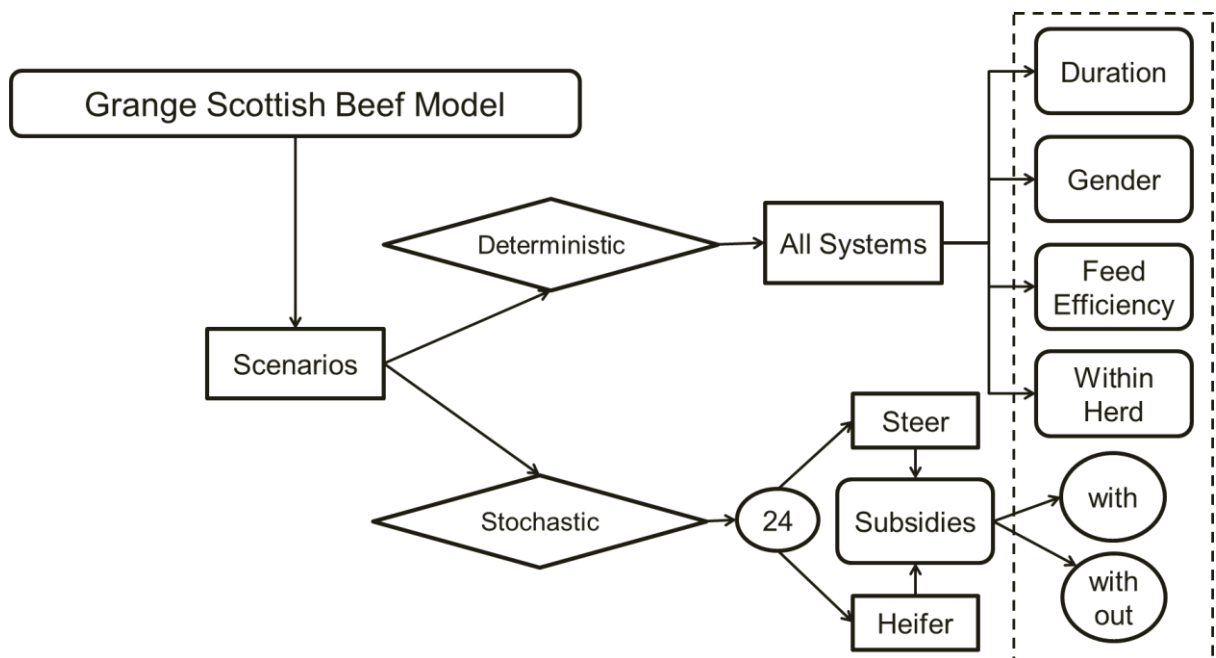 Grange Scottish Beef Model
Scenarios
Deterministic
All Systems
Duration
Gender
Feed
Efficiency
Within
Herd
Stochastic
24
Steer
Subsidies
Heifer
with
with
out